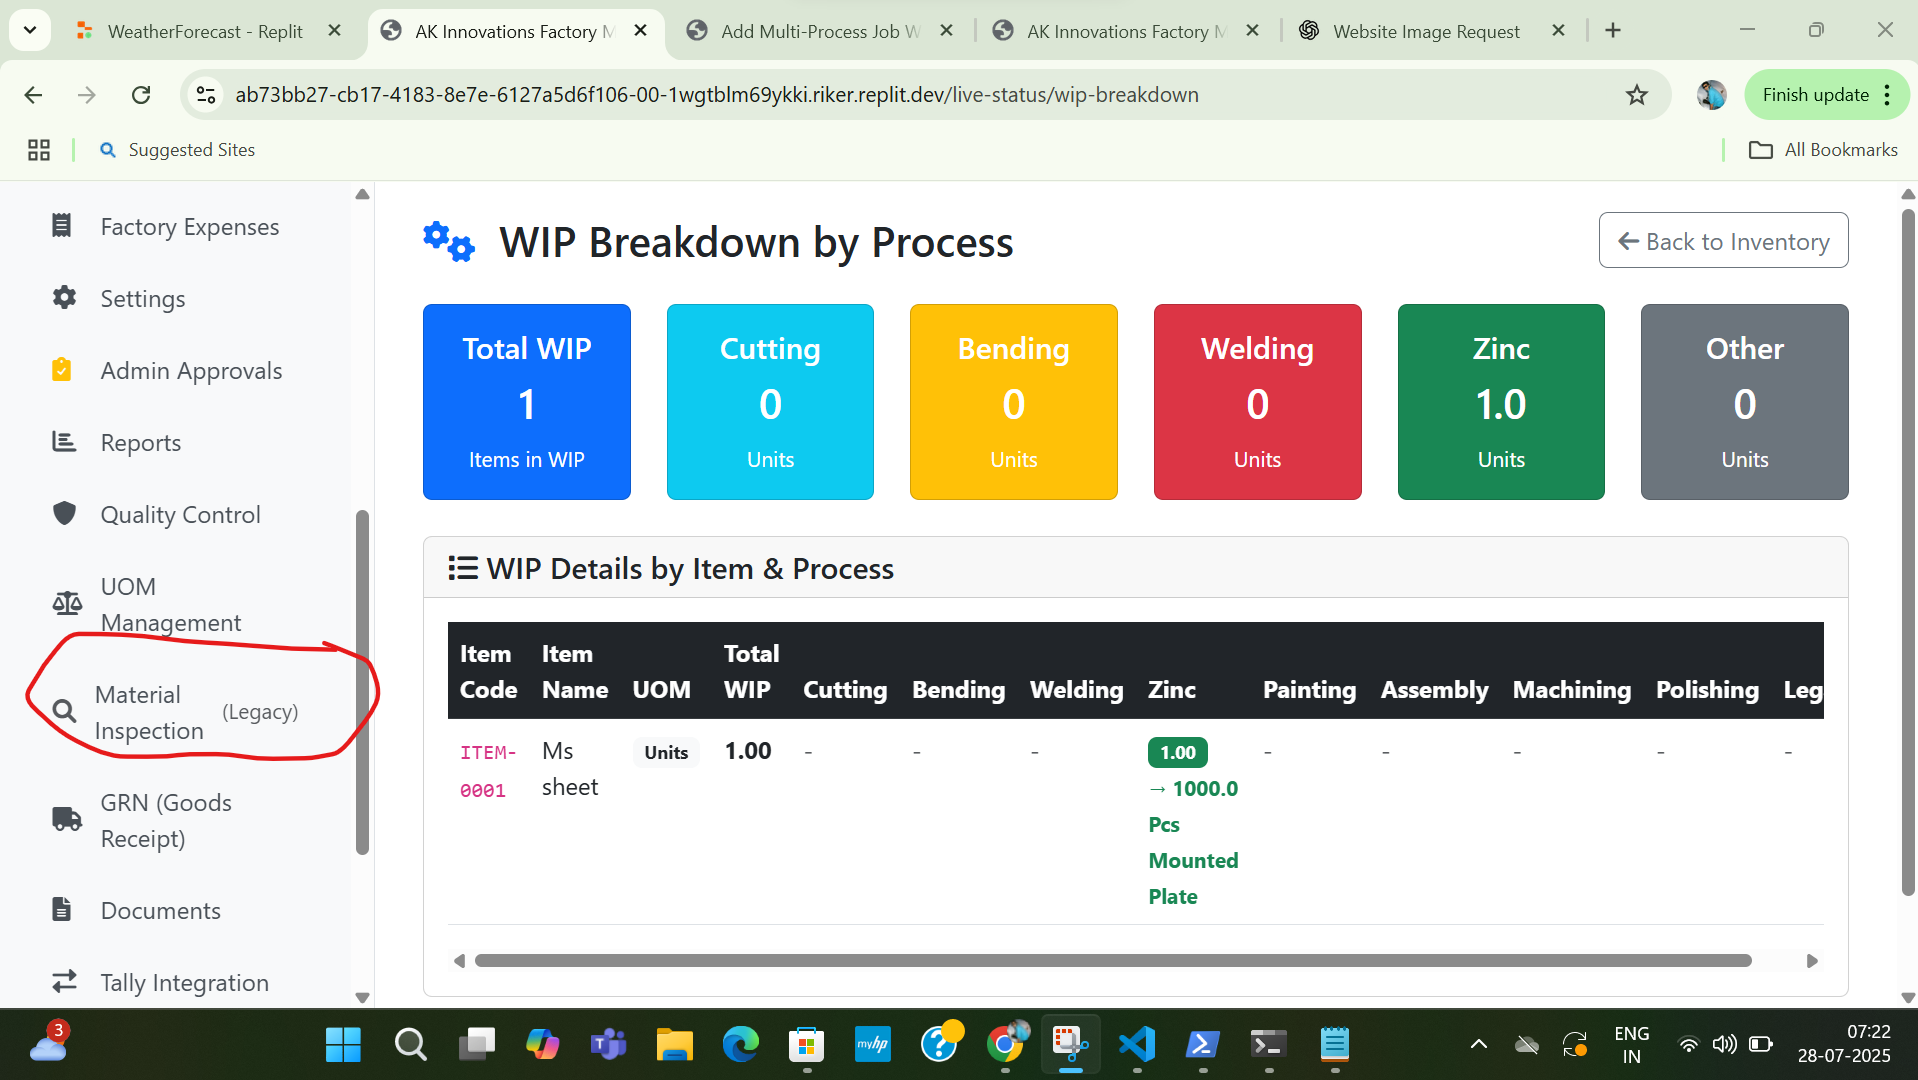 WeatherForecast - Replit
AK Innovations Factory M
Add Multi-Process Job W
AK Innovations Factory M
Website Image Request
ab73bb27-cb17-4183-8e7e-6127a5d6f106-00-1wgtblm69ykki.riker.replit.dev/live-status/wip-breakdown
Finish update
Suggested Sites
All Bookmarks
Factory Expenses
Settings
Admin Approvals
Reports
Quality Control
UOM
Management
Material
Inspection
(Legacy)
GRN (Goods
Receipt)
Documents
Tally Integration
WIP Breakdown by Process
Back to Inventory
Total WIP
1
Items in WIP
Cutting
0
Units
Bending
0
Units
Welding
0
Units
Zinc
1.0
Units
Other
0
Units
WIP Details by Item & Process
Item Code Item Name UOM Total WIP Cutting Bending Welding Zinc Painting Assembly Machining Polishing Leg
ITEM-
0001
Ms
sheet
Units
1.00
-
-
-
1.00
→ 1000.0
Pcs
Mounted
Plate
-
-
-
-
-
3
myhp
ENG
IN
07:22
28-07-2025